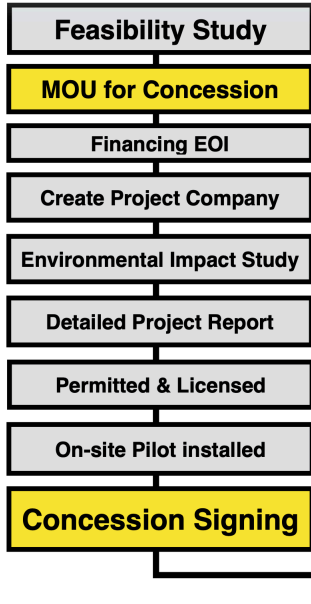 Feasibility Study
MOU for Concession
Financing EOI
Create Project Company
Environmental Impact Study
Detailed Project Report
Permitted & Licensed
On-site Pilot installed
Concession Signing